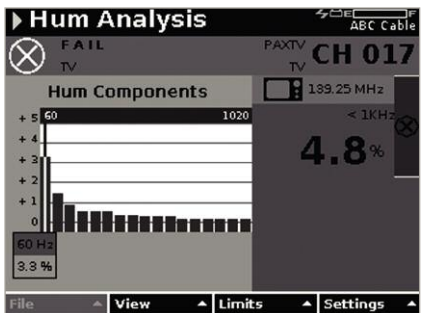 Hum Analysis
E F
ABC Cable
FAIL
TV
PAXTV
TV
CH 017
Hum Components
139.25 MHz
+ 5
60
1020
< 1KHz
4.8%
+ 4
+ 3
+ 2
+ 1
0
60 Hz
3.3 %
File
View
Limits
Settings